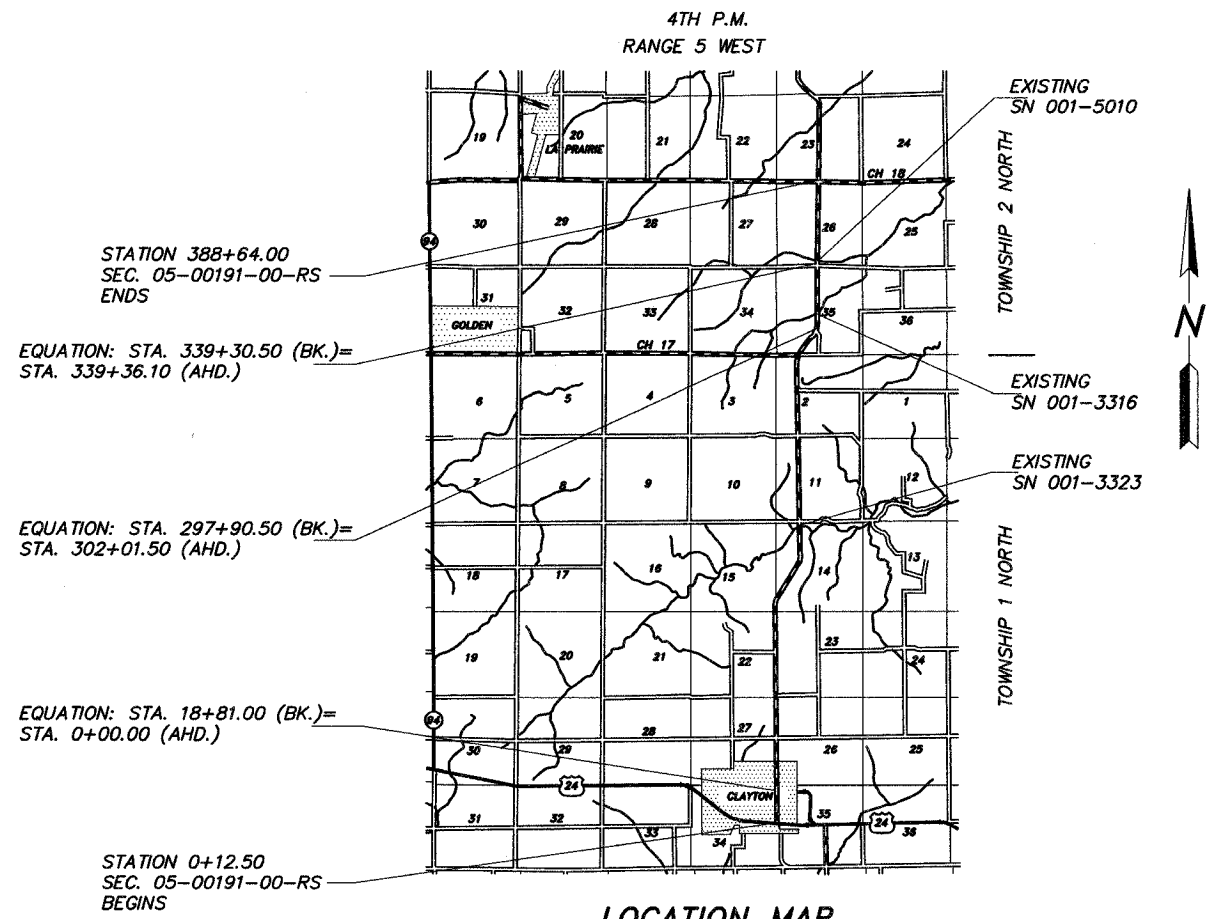 4TH P.M.
RANGE 5 WEST
EXISTING
SN 001-5010
19
20
LA PRAIRIE
21
22
23
24
CH 18
TOWNSHIP 2 NORTH
30
29
28
27
26
25
94
STATION 388+64.00
SEC. 05-00191-00-RS
ENDS
31
32
33
34
35
36
GOLDEN
CH 17
N
EQUATION: STA. 339+30.50 (BK.)=
STA. 339+36.10 (AHD.)
EXISTING
SN 001-3316
6
5
4
3
2
1
EXISTING
SN 001-3323
7
8
9
10
11
12
EQUATION: STA. 297+90.50 (BK.)=
STA. 302+01.50 (AHD.)
18
17
16
15
14
13
TOWNSHIP 1 NORTH
19
20
21
22
23
24
EQUATION: STA. 18+81.00 (BK.)=
STA. 0+00.00 (AHD.)
94
30
29
28
27
26
25
24
CLAYTON
31
32
33
34
35
24
36
STATION 0+12.50
SEC. 05-00191-00-RS
BEGINS
LOCATION MAP